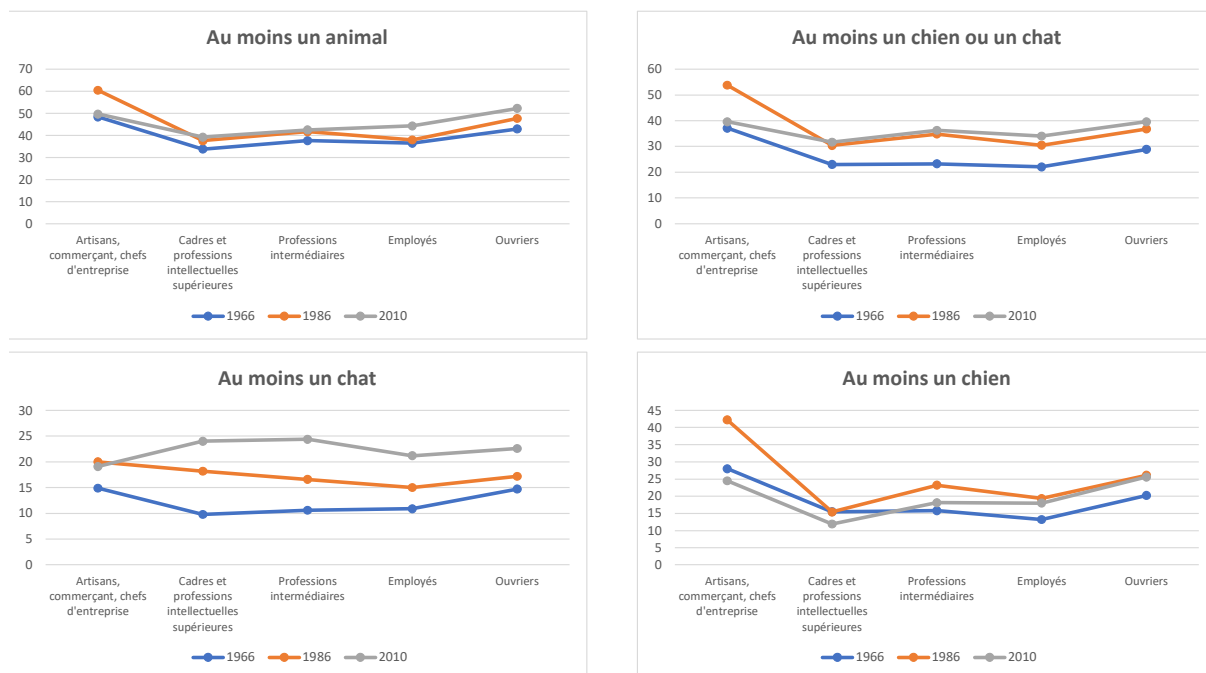 Au moins un animal
70
60
50
40
30
20
10
0
Artisans,
commerçant, chefs
d'entreprise
Cadres et
professions
intellectuelles
supérieures
Professions
intermédiaires
Employés
Ouvriers
1966 1986 2010
Au moins un chien ou un chat
60
50
40
30
20
10
0
Artisans,
commerçant, chefs
d'entreprise
Cadres et
professions
intellectuelles
supérieures
Professions
intermédiaires
Employés
Ouvriers
1966 1986 2010
Au moins un chat
30
25
20
15
10
5
0
Artisans,
commerçant, chefs
d'entreprise
Cadres et
professions
intellectuelles
supérieures
Professions
intermédiaires
Employés
Ouvriers
1966 1986 2010
Au moins un chien
45
40
35
30
25
20
15
10
5
0
Artisans,
commerçant, chefs
d'entreprise
Cadres et
professions
intellectuelles
supérieures
Professions
intermédiaires
Employés
Ouvriers
1966 1986 2010